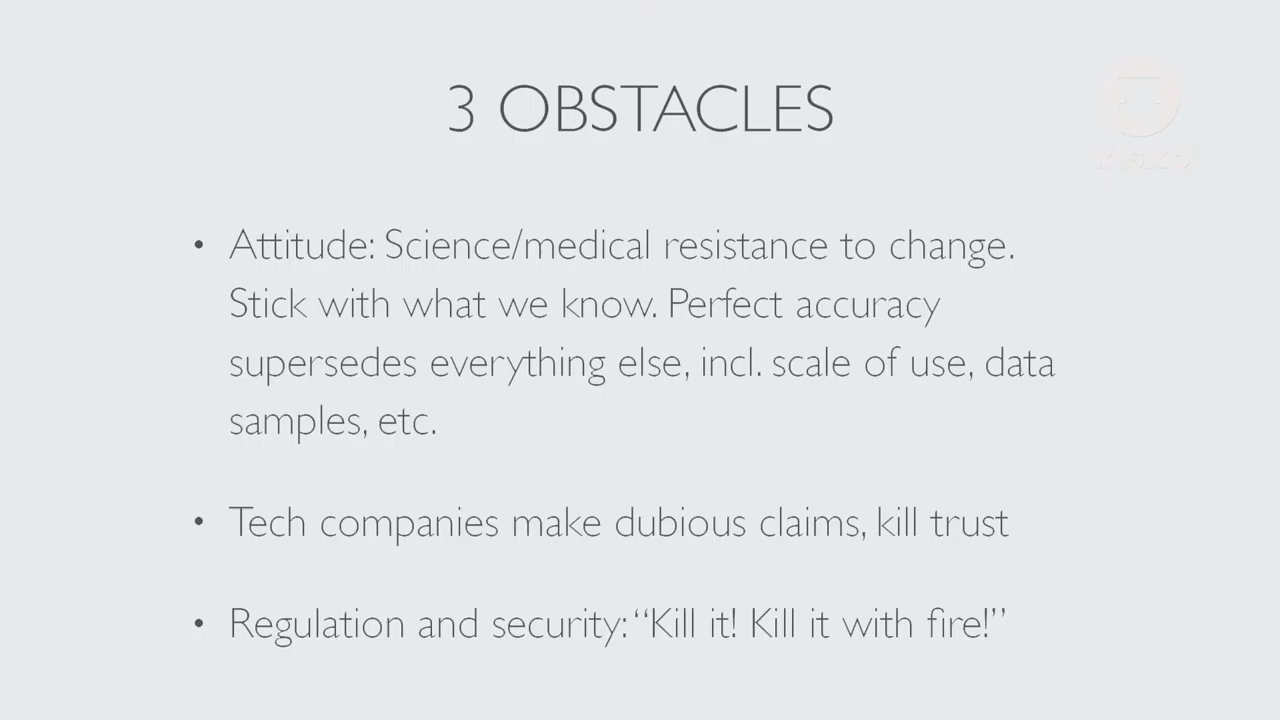 3 OBSTACLES
• Attitude: Science/medical resistance to change.
Stick with what we know. Perfect accuracy
supersedes everything else, incl. scale of use, data
samples, etc.
• Tech companies make dubious claims, kill trust
• Regulation and security: “Kill it! Kill it with fire!”